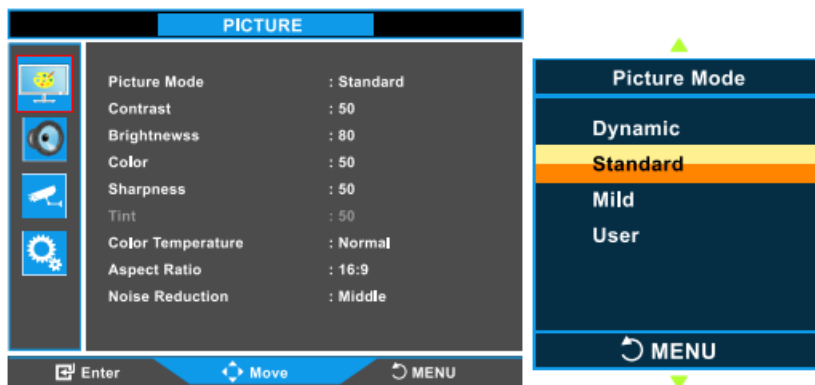 PICTURE
Picture Mode : Standard
Contrast : 50
Brightnewss : 80
Color : 50
Sharpness : 50
Tint : 50
Color Temperature : Normal
Aspect Ratio : 16:9
Noise Reduction : Middle
Enter Move MENU
Picture Mode
Dynamic
Standard
Mild
User
MENU